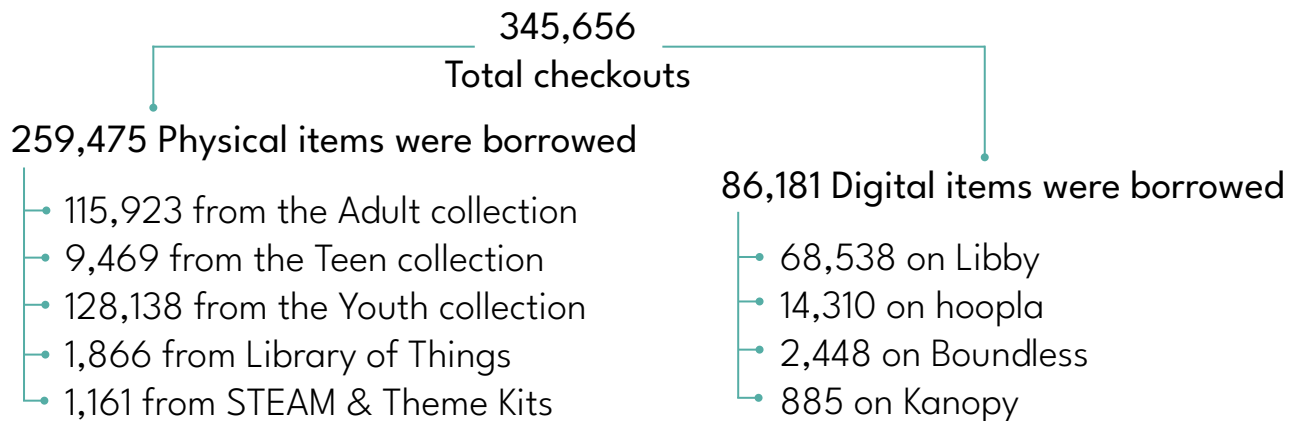 345,656
Total checkouts
259,475 Physical items were borrowed
115,923 from the Adult collection
9,469 from the Teen collection
128,138 from the Youth collection
1,866 from Library of Things
1,161 from STEAM & Theme Kits
86,181 Digital items were borrowed
68,538 on Libby
14,310 on hoopla
2,448 on Boundless
885 on Kanopy